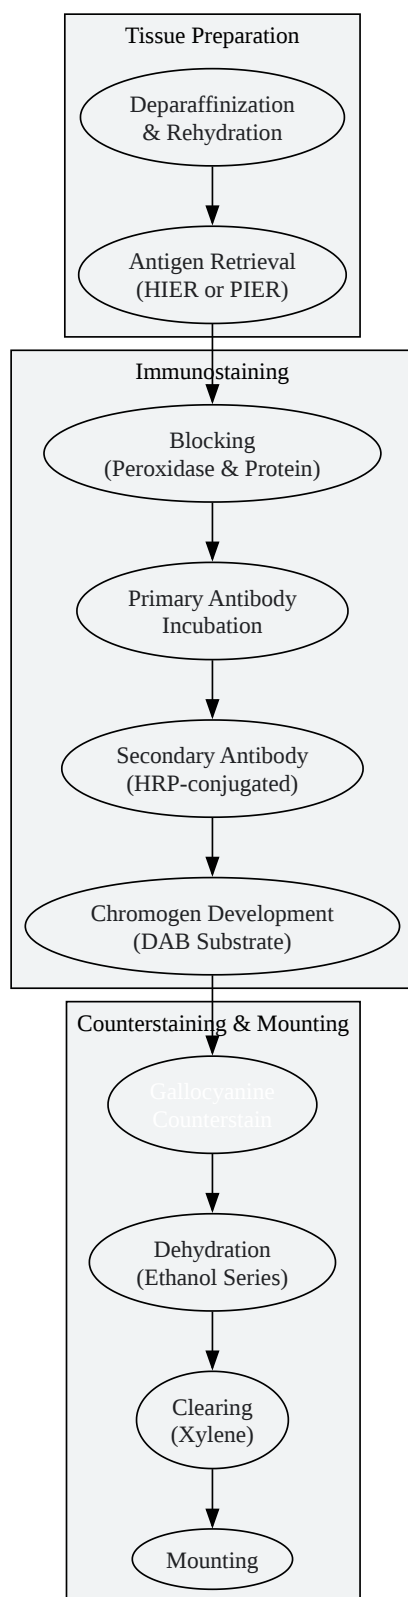 Tissue Preparation
Deparaffinization
& Rehydration
Antigen Retrieval
(HIER or PIER)
Immunostaining
Blocking
(Peroxidase & Protein)
Primary Antibody
Incubation
Secondary Antibody
(HRP-conjugated)
Chromogen Development
(DAB Substrate)
Counterstaining & Mounting
Gallocyanine
Counterstain
Dehydration
(Ethanol Series)
Clearing
(Xylene)
Mounting